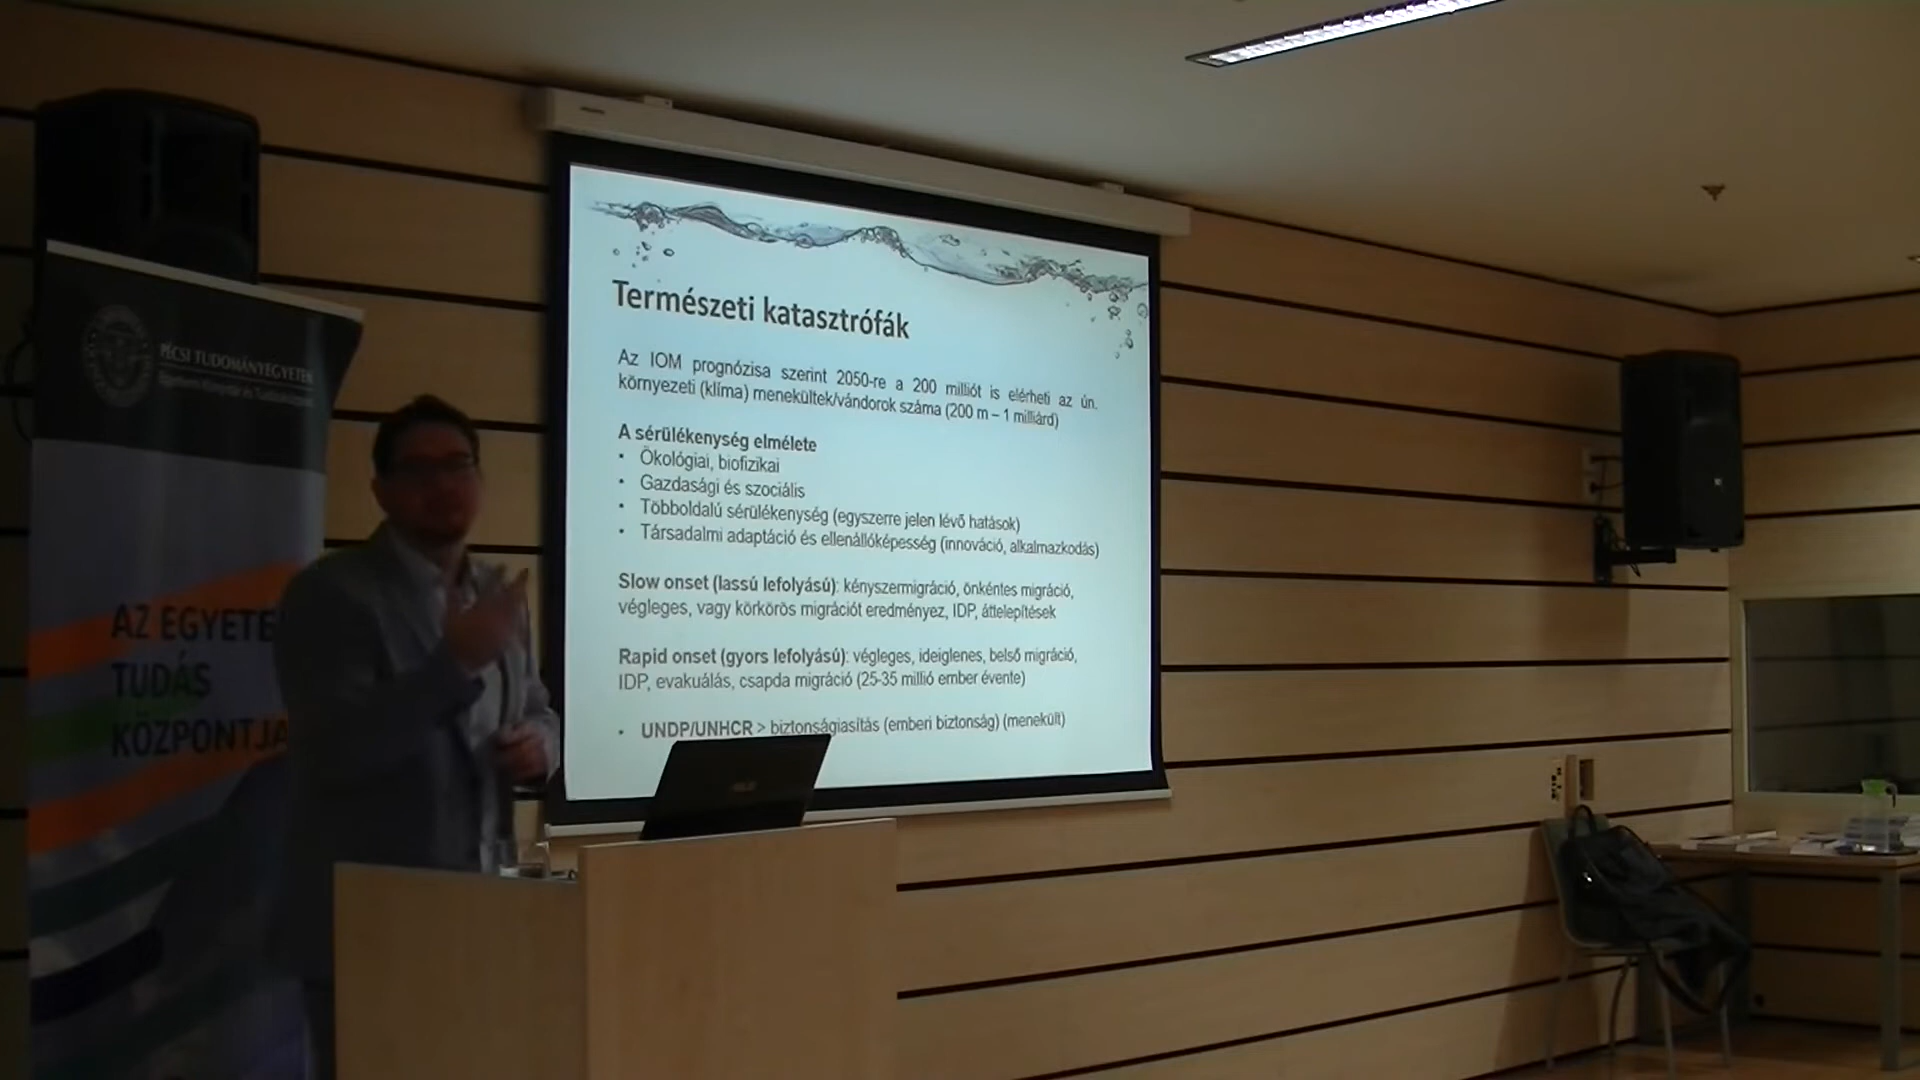 Természeti katasztrófák
Az IOM prognózisa szerint 2050-re a 200 milliót is elérheti az ún.
környezeti (klíma) menekültek/vándorok száma (200 m – 1 milliárd)
A sérülékenység elmélete
• Ökológiai, biofizikai
• Gazdasági és szociális
• Többoldalú sérülékenység (egyszerre jelen lévő hatások)
• Társadalmi adaptáció és ellenállóképesség (innováció, alkalmazkodás)
Slow onset (lassú lefolyású): kényszermigráció, önkéntes migráció,
végleges, vagy körkörös migrációt eredményez, IDP, áttelepítések
Rapid onset (gyors lefolyású): végleges, ideiglenes, belső migráció,
IDP, evakuálás, csapda migráció (25-35 millió ember évente)
• UNDP/UNHCR > biztonságiasítás (emberi biztonság) (menekült)
PÉCSI TUDOMÁNYEGYETEM
AZ EGYETE
TUDÁS
KÖZPONTJA